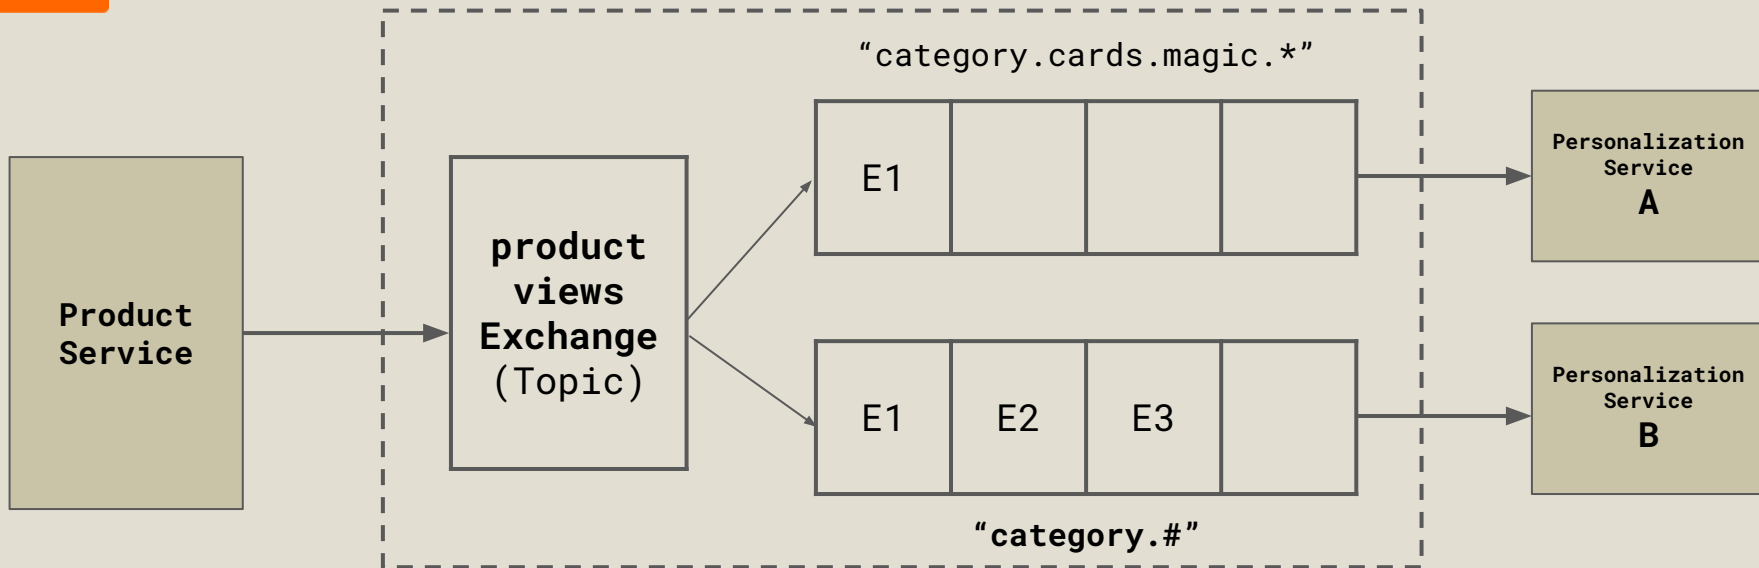 “category.cards.magic.*”
Product
Service
product
views
Exchange
(Topic)
E1
E1 E2 E3
“category.#”
Personalization
Service
A
Personalization
Service
B